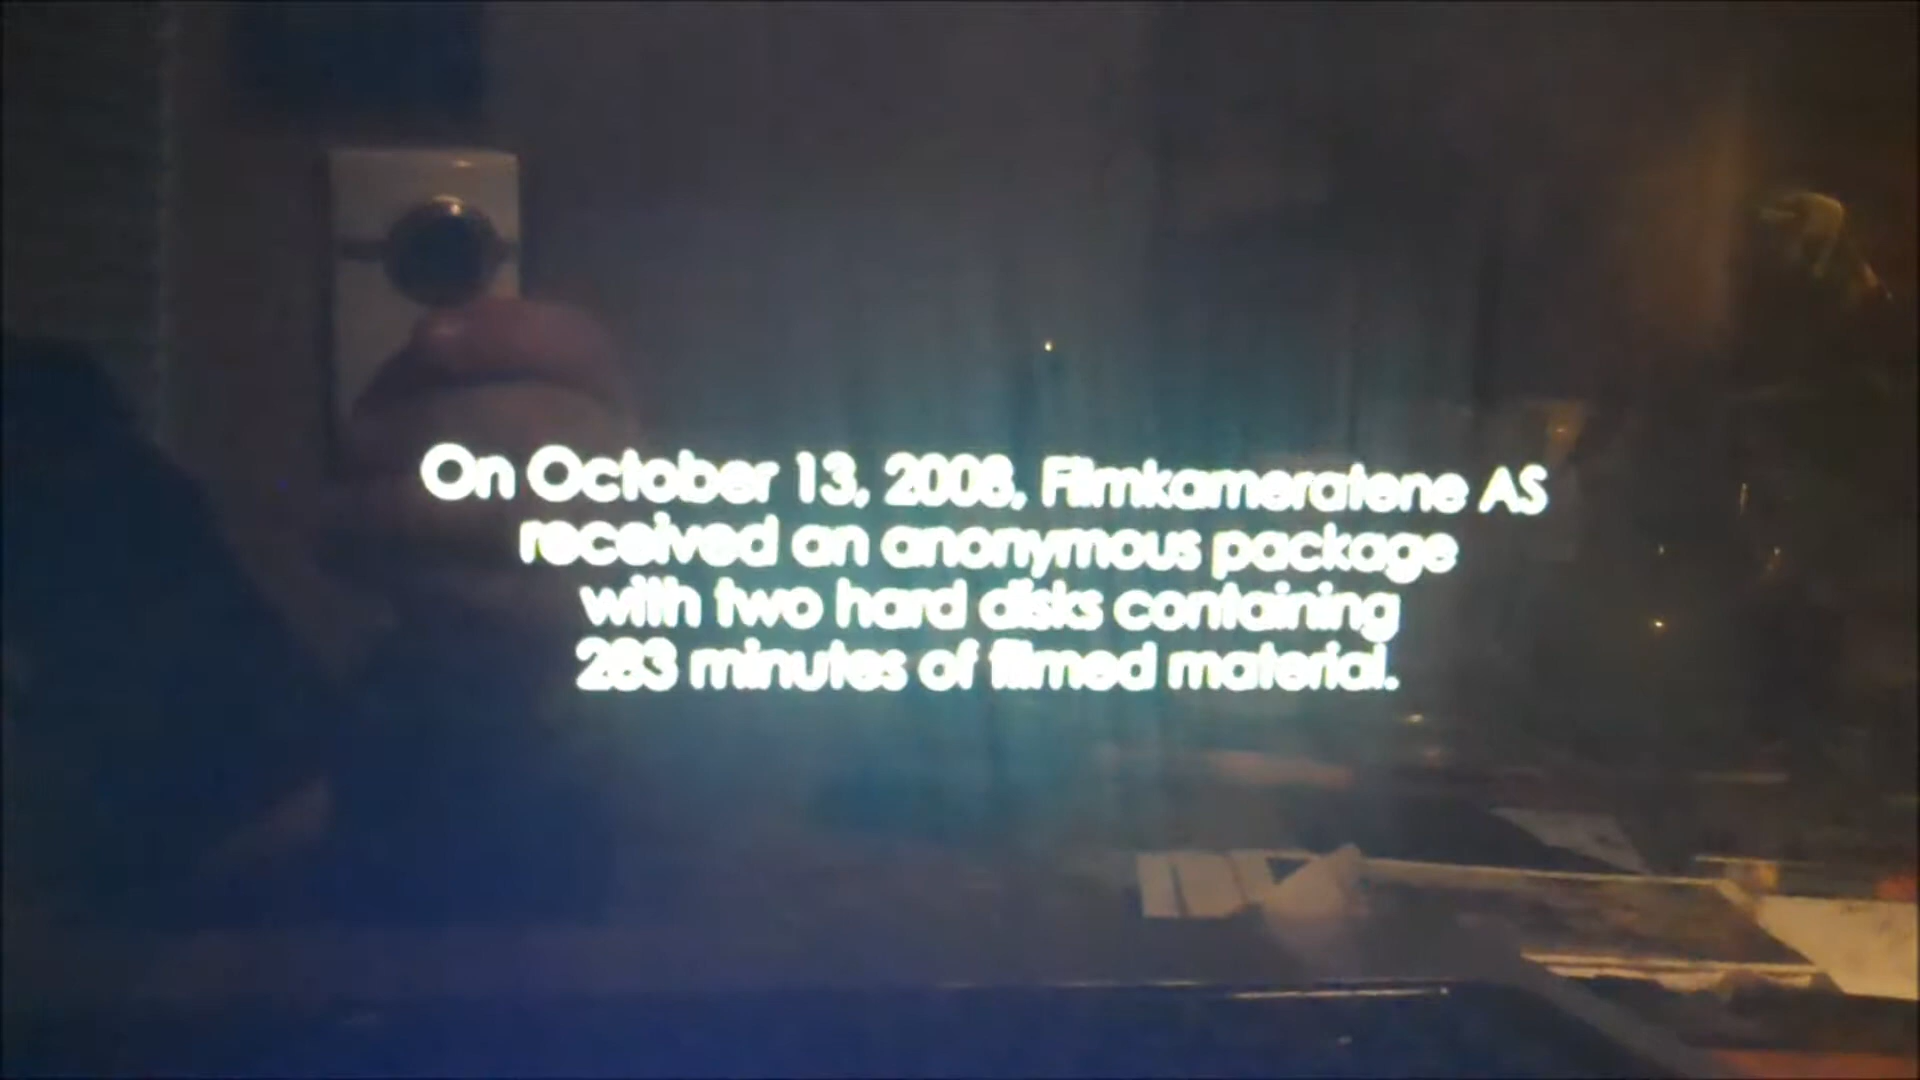 On October 13, 2008, Filmkameratene AS
received an anonymous package
with two hard disks containing
283 minutes of filmed material.